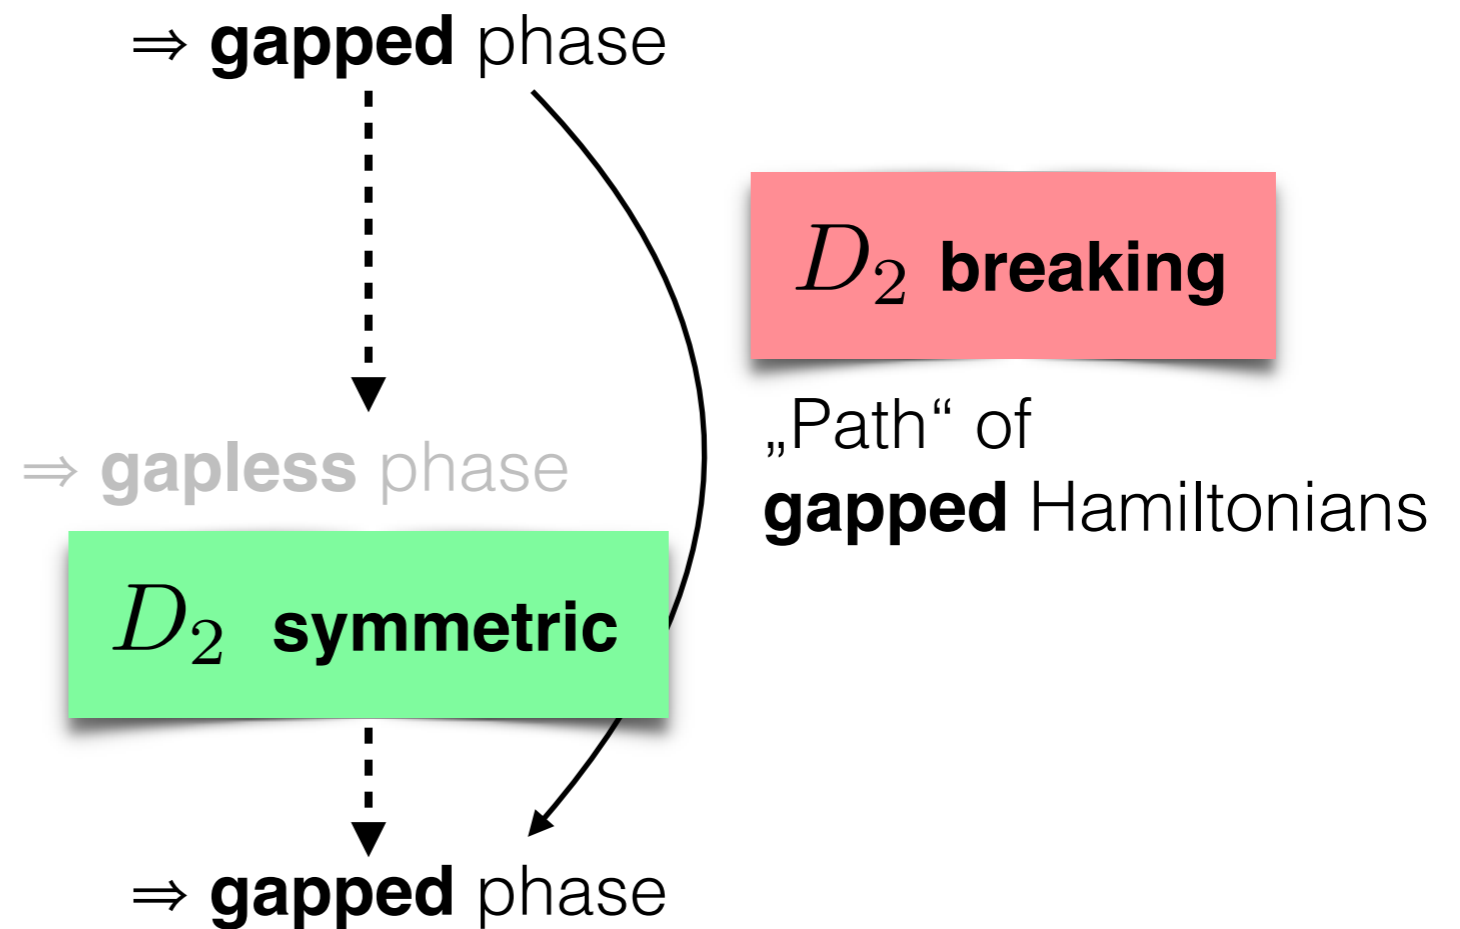 ⇒ gapped phase
D₂ breaking
„Path“ of
⇒ gapless phase
gapped Hamiltonians
D₂ symmetric
⇒ gapped phase